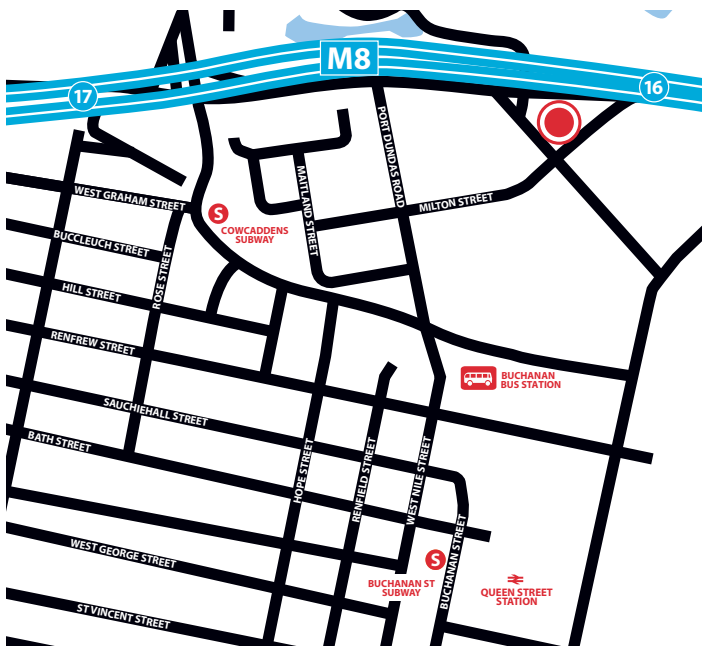 M8
17
16
PORT DUNDAS ROAD
MAITLAND STREET
MILTON STREET
WEST GRAHAM STREET
S
COWCADDENS
SUBWAY
BUCCLEUCH STREET
ROSE STREET
HILL STREET
RENFREW STREET
BUCHANAN
BUS STATION
SAUCHIEHALL STREET
BATH STREET
HOPE STREET
RENFIELD STREET
WEST NILE STREET
BUCHANAN STREET
WEST GEORGE STREET
S
BUCHANAN ST
SUBWAY
QUEEN STREET
STATION
ST VINCENT STREET